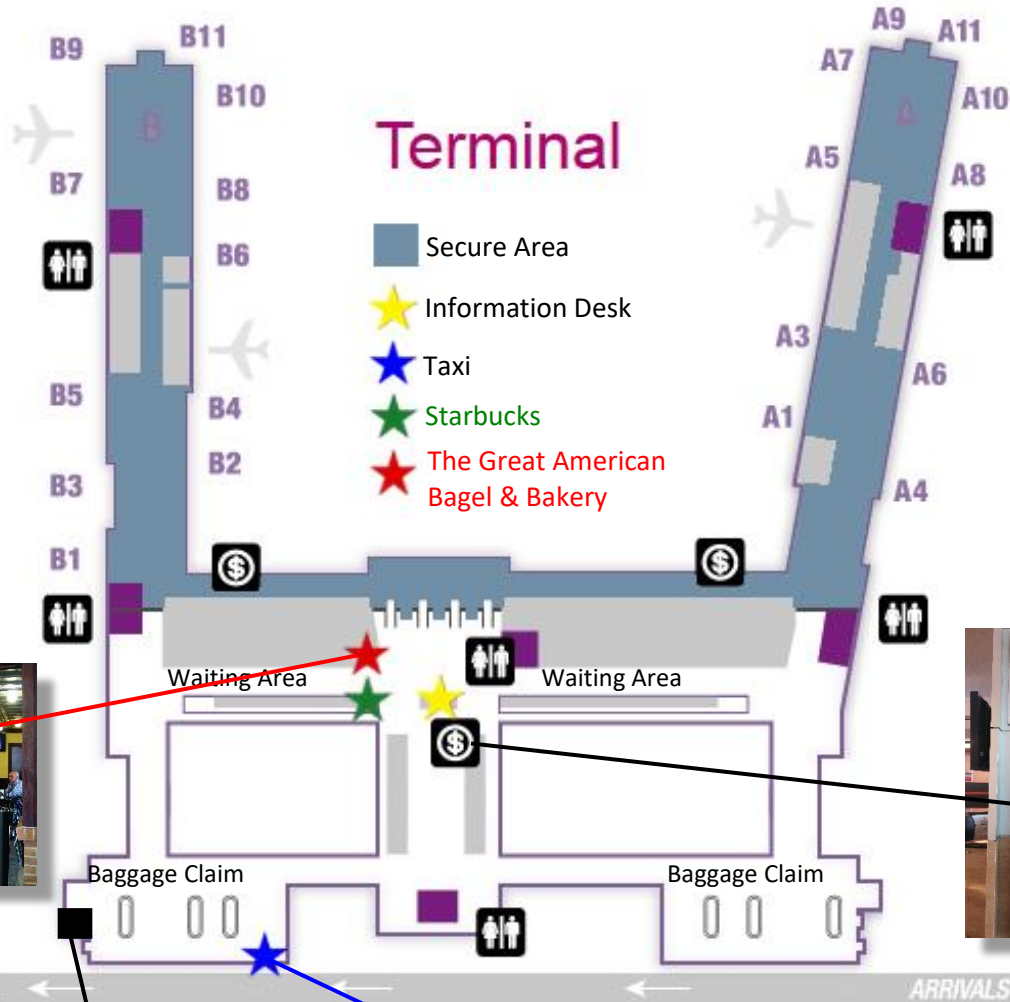 B9
B11
A9
A11
A7
B10
A10
B
A
Terminal
A5
B7
B8
A8
Secure Area
B6
Information Desk
A3
Taxi
A6
B5
B4
Starbucks
A1
B2
The Great American
Bagel & Bakery
B3
A4
B1
$
$
Waiting Area
Waiting Area
$
Baggage Claim
Baggage Claim
ARRIVALS